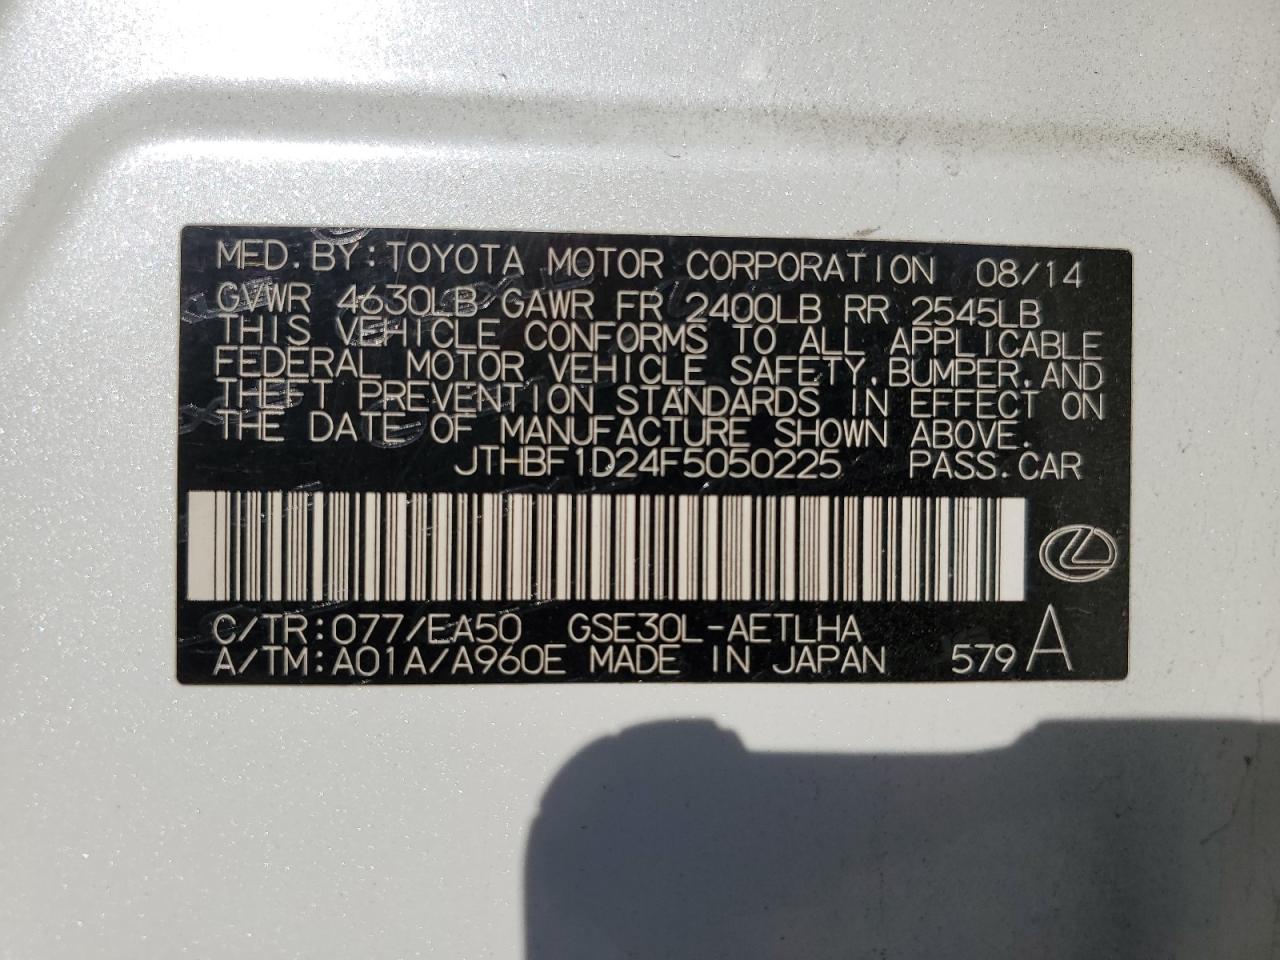 MFD. BY: TOYOTA MOTOR CORPORATION 08/14
GVWR 4630LB GAWR FR 2400LB RR 2545LB
THIS VEHICLE CONFORMS TO ALL APPLICABLE
FEDERAL MOTOR VEHICLE SAFETY, BUMPER, AND
THEFT PREVENTION STANDARDS IN EFFECT ON
THE DATE OF MANUFACTURE SHOWN ABOVE.
JTHBF1D24F5050225 PASS. CAR
C/TR: 077/EA50 GSE30L-AETLHA
A/TM: A01A/A960E MADE IN JAPAN 579 A